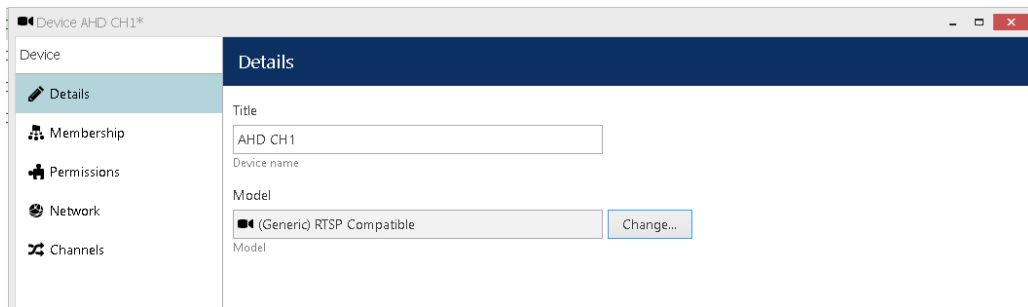 Device AHD CH1*
Device
Details
Details
Membership
Permissions
Network
Channels
Title
AHD CH1
Device name
Model
(Generic) RTSP Compatible
Change...
Model